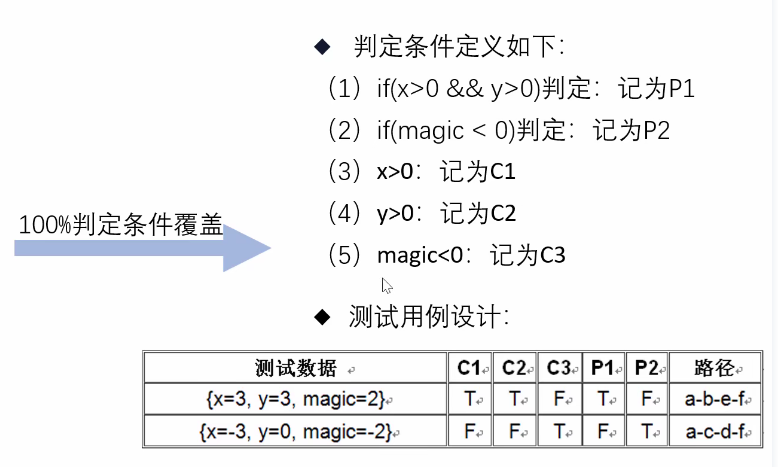 ◆ 判定条件定义如下：
（1）if(x>0 && y>0)判定：记为P1
（2）if(magic < 0)判定：记为P2
（3）x>0：记为C1
（4）y>0：记为C2
100%判定条件覆盖
（5）magic<0：记为C3
◆ 测试用例设计：
测试数据 C1 C2 C3 P1 P2 路径
{x=3, y=3, magic=2} T T F T F a-b-e-f
{x=-3, y=0, magic=-2} F F T F T a-c-d-f